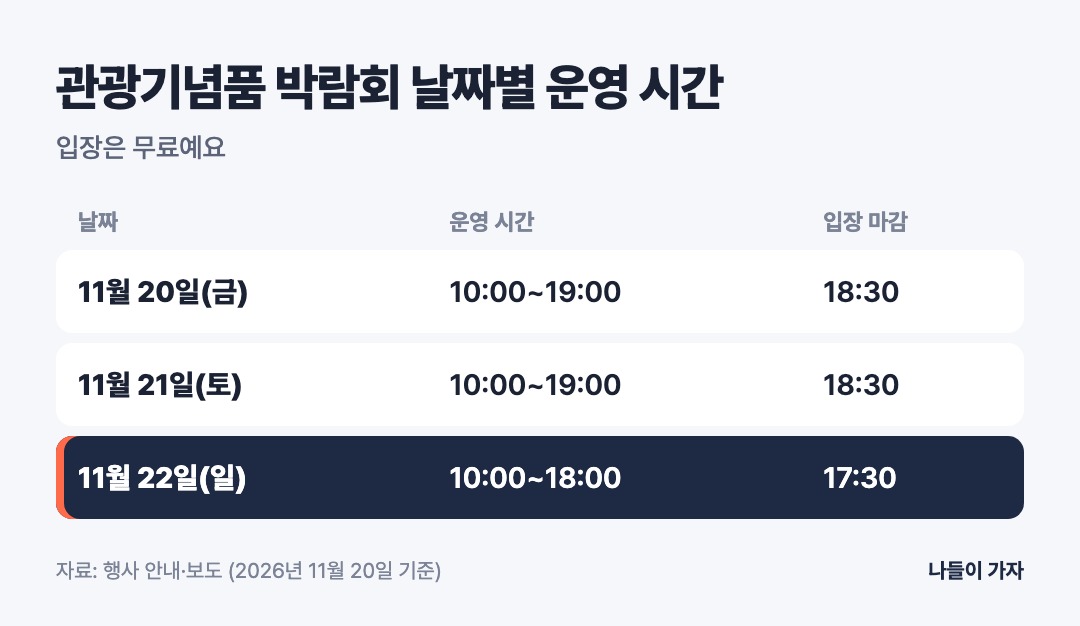 관광기념품 박람회 날짜별 운영 시간
입장은 무료예요
날짜 운영 시간 입장 마감
11월 20일(금) 10:00~19:00 18:30
11월 21일(토) 10:00~19:00 18:30
11월 22일(일) 10:00~18:00 17:30
자료: 행사 안내·보도 (2026년 11월 20일 기준) 나들이 가자